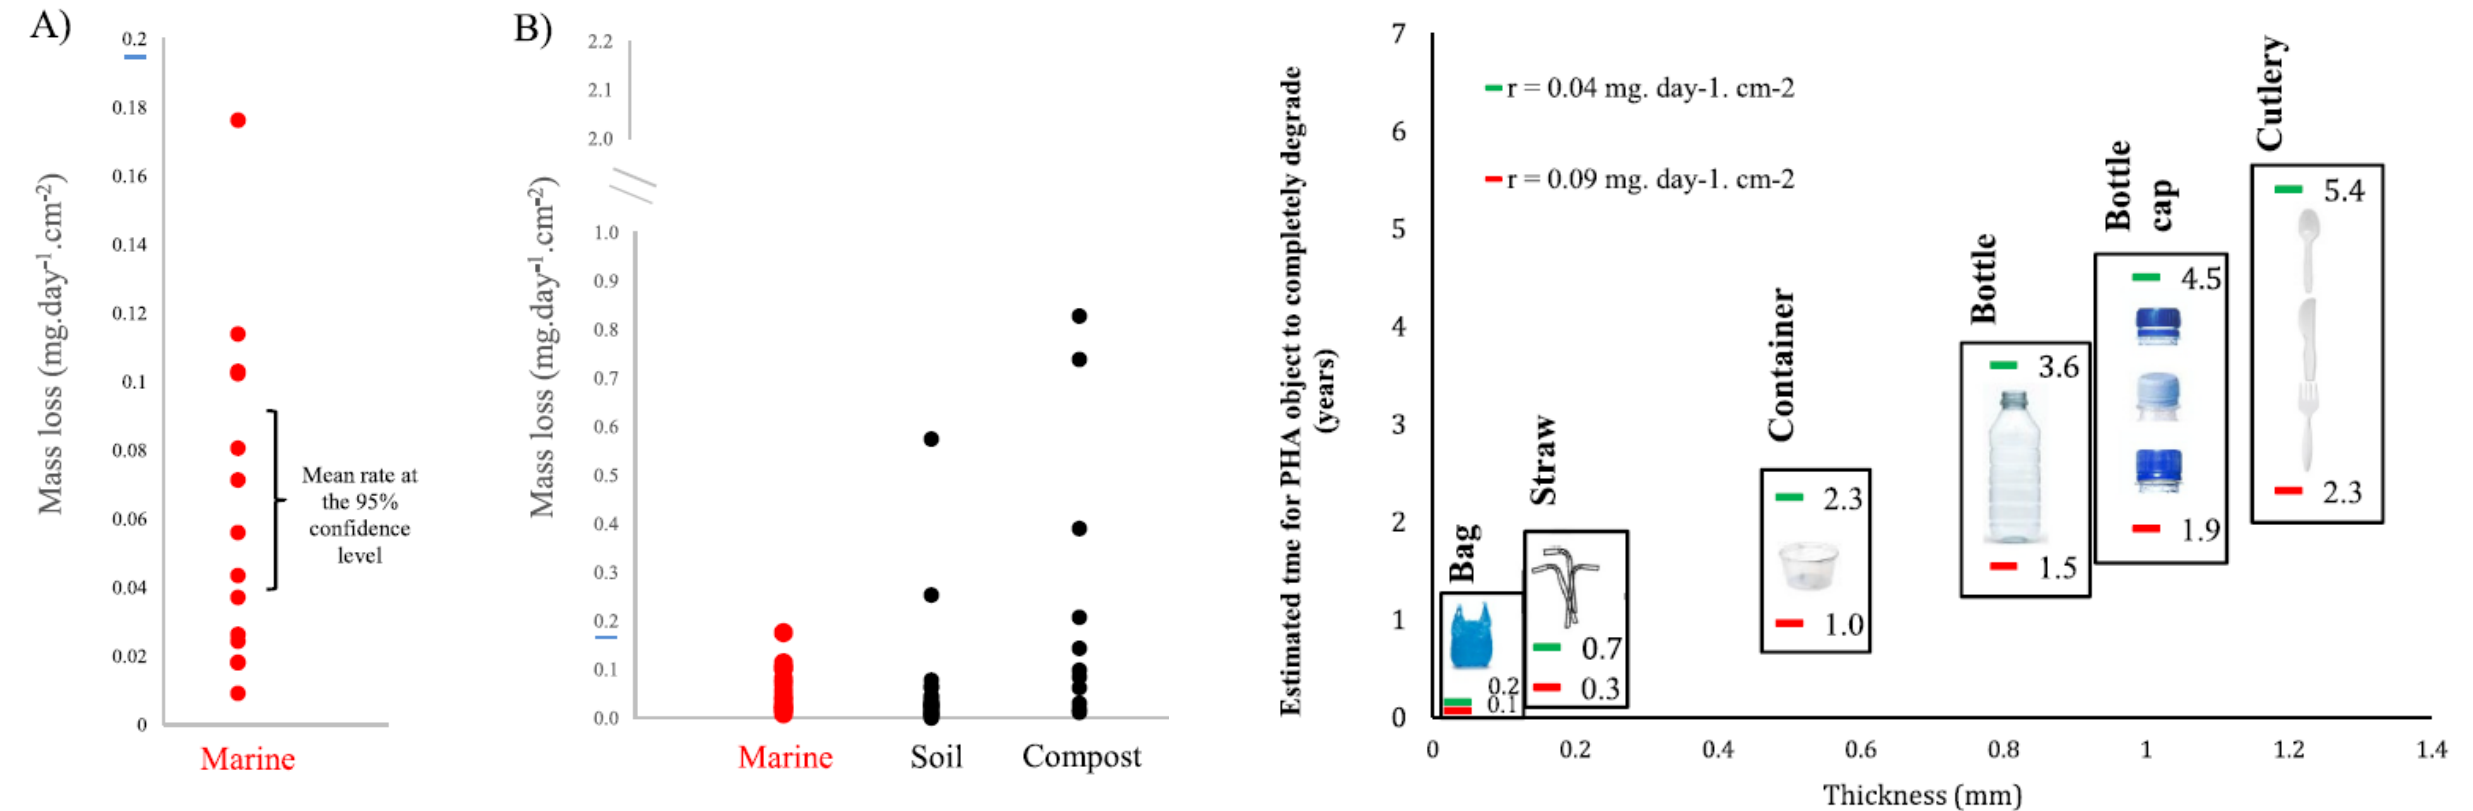 A)
0.2
0.18
0.16
0.14
0.12
0.1
0.08
0.06
0.04
0.02
0
Mass loss (mg.day⁻¹.cm⁻²)
Mean rate at
the 95%
confidence
level
Marine
B)
2.2
2.1
2.0
1.0
0.9
0.8
0.7
0.6
0.5
0.4
0.3
0.2
0.1
0.0
Mass loss (mg.day⁻¹.cm⁻²)
Marine
Soil
Compost
Estimated tme for PHA object to completely degrade
(years)
7
6
5
4
3
2
1
0
r = 0.04 mg. day-1. cm-2
r = 0.09 mg. day-1. cm-2
Bag
0.2
0.1
Straw
0.7
0.3
Container
2.3
1.0
Bottle
3.6
1.5
Bottle
cap
4.5
1.9
Cutlery
5.4
2.3
0
0.2
0.4
0.6
0.8
1
1.2
1.4
Thickness (mm)